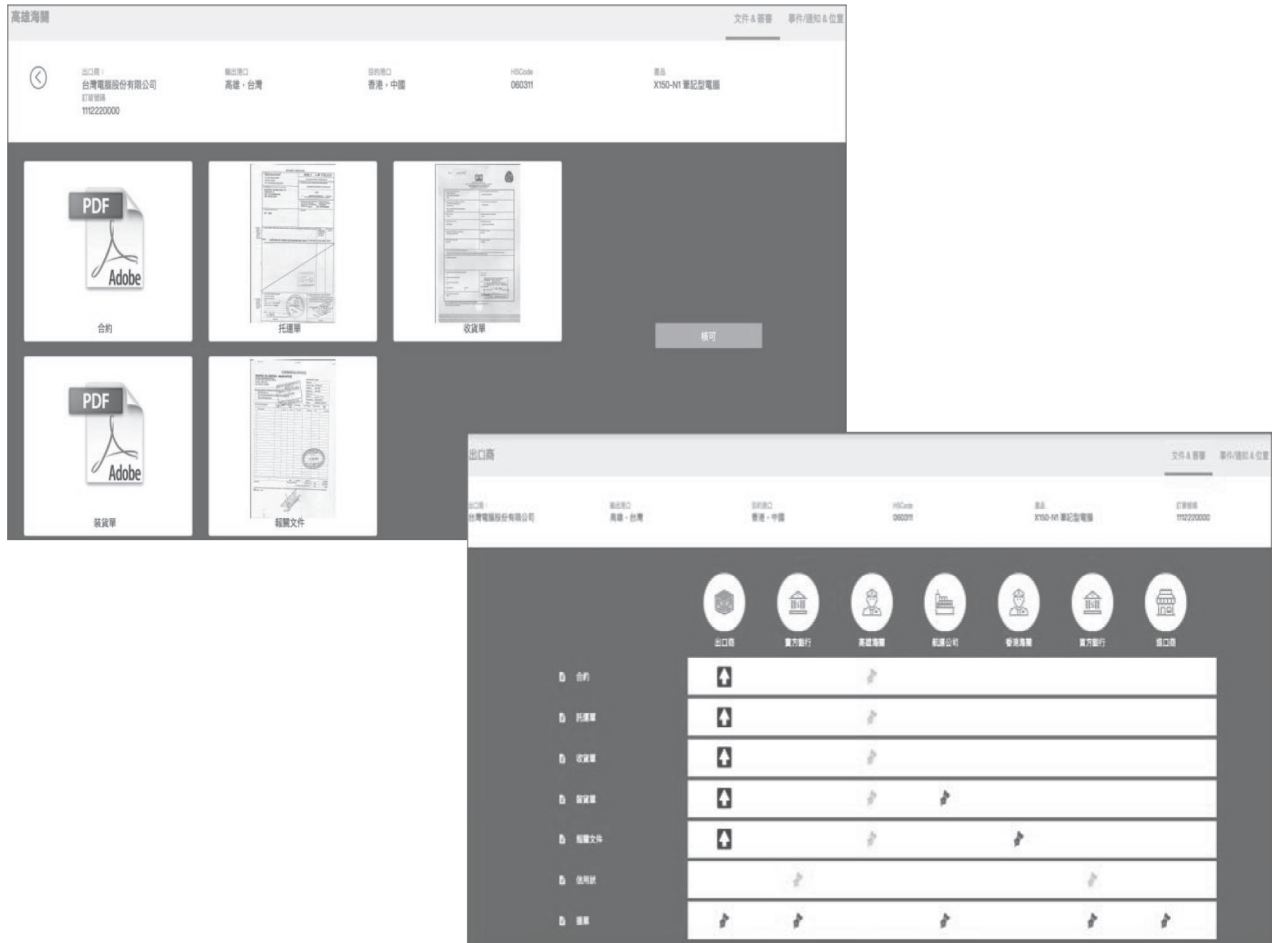 高雄海關
文件 & 簽署 事件/通知 & 位置
出口商：
台灣電腦股份有限公司
訂單號碼
1112220000
輸出港口
高雄，台灣
目的港口
香港，中國
HSCode
060311
產品
X150-N1 筆記型電腦
PDF
Adobe
合約
托運單
收貨單
核可
PDF
Adobe
裝貨單
報關文件
出口商
文件 & 簽署 事件/通知 & 位置
出口商：
台灣電腦股份有限公司
輸出港口
高雄，台灣
目的港口
香港，中國
HSCode
060311
產品
X150-N1 筆記型電腦
訂單號碼
1112220000
出口商 賣方銀行 高雄海關 航運公司 香港海關 買方銀行 進口商
合約
托運單
收貨單
裝貨單
報關文件
信用狀
提單